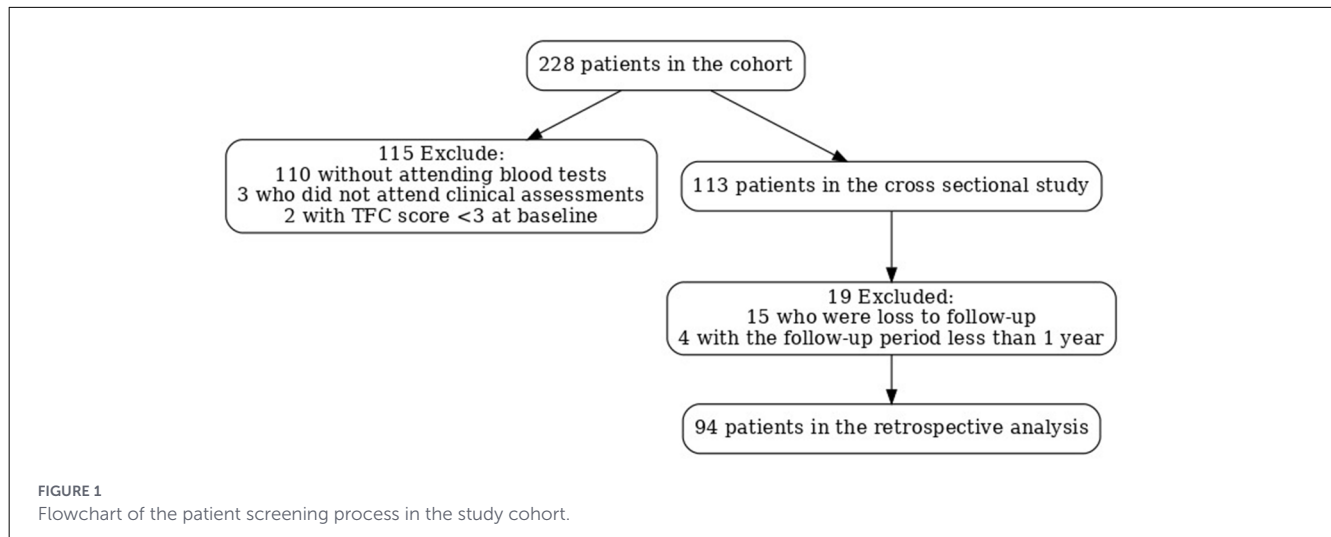 228 patients in the cohort
115 Exclude:
110 without attending blood tests
3 who did not attend clinical assessments
2 with TFC score <3 at baseline
113 patients in the cross sectional study
19 Excluded:
15 who were loss to follow-up
4 with the follow-up period less than 1 year
94 patients in the retrospective analysis
FIGURE 1
Flowchart of the patient screening process in the study cohort.